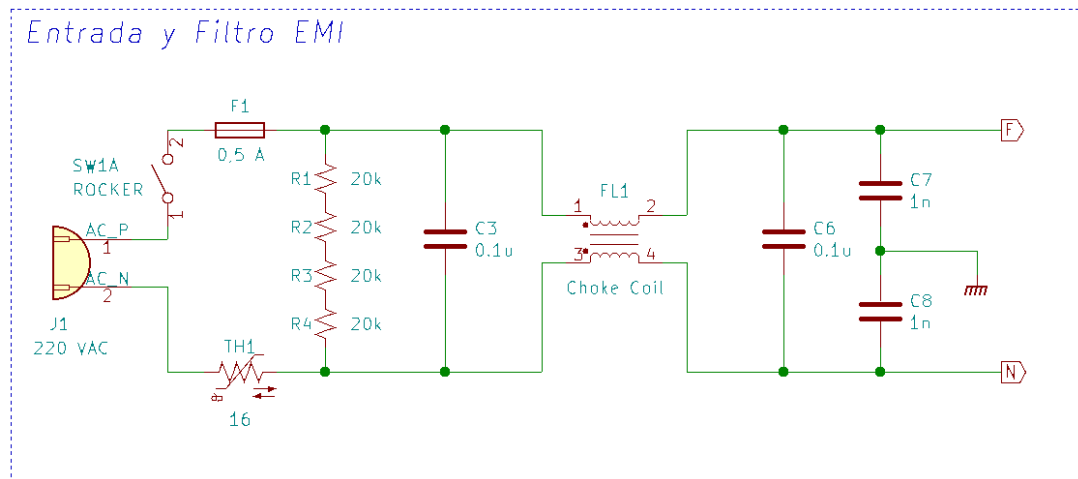 Entrada y Filtro EMI
F1
0,5 A
2
SW1A
ROCKER
1
AC_P
1
AC_N
2
J1
220 VAC
TH1
16
R1 20k
R2 20k
R3 20k
R4 20k
C3
0.1u
FL1
1 2
3 4
Choke Coil
C6
0.1u
C7
1n
C8
1n
F
N